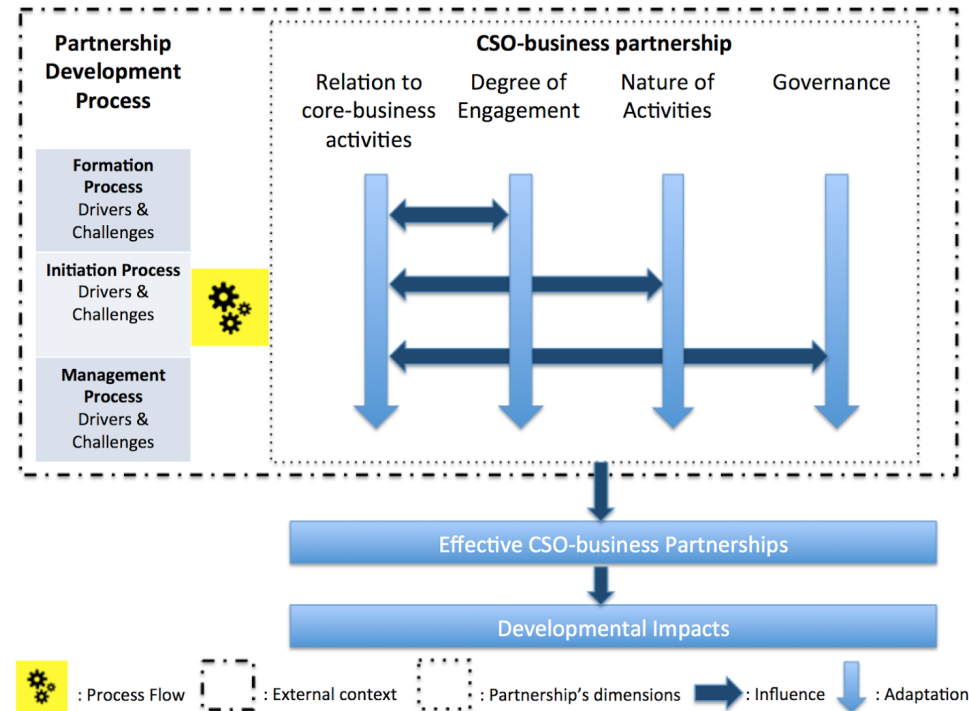 Partnership
Development
Process
Formation
Process
Drivers &
Challenges
Initiation Process
Drivers &
Challenges
Management
Process
Drivers &
Challenges
CSO-business partnership
Relation to
core-business
activities
Degree of
Engagement
Nature of
Activities
Governance
Effective CSO-business Partnerships
Developmental Impacts
: Process Flow
: External context
: Partnership's dimensions
: Influence
: Adaptation